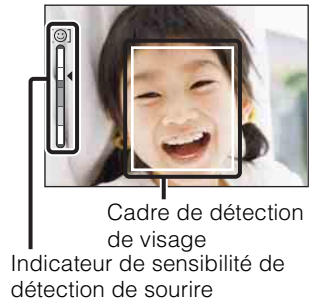 Cadre de détection
de visage
Indicateur de sensibilité de
détection de sourire